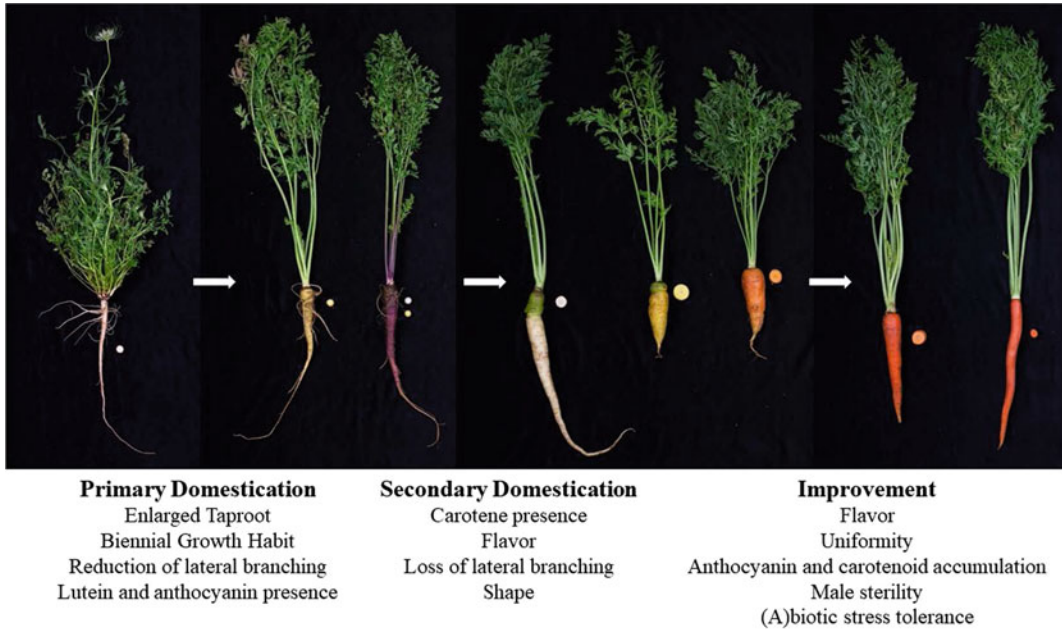 Primary Domestication
Enlarged Taproot
Biennial Growth Habit
Reduction of lateral branching
Lutein and anthocyanin presence
Secondary Domestication
Carotene presence
Flavor
Loss of lateral branching
Shape
Improvement
Flavor
Uniformity
Anthocyanin and carotenoid accumulation
Male sterility
(A)biotic stress tolerance